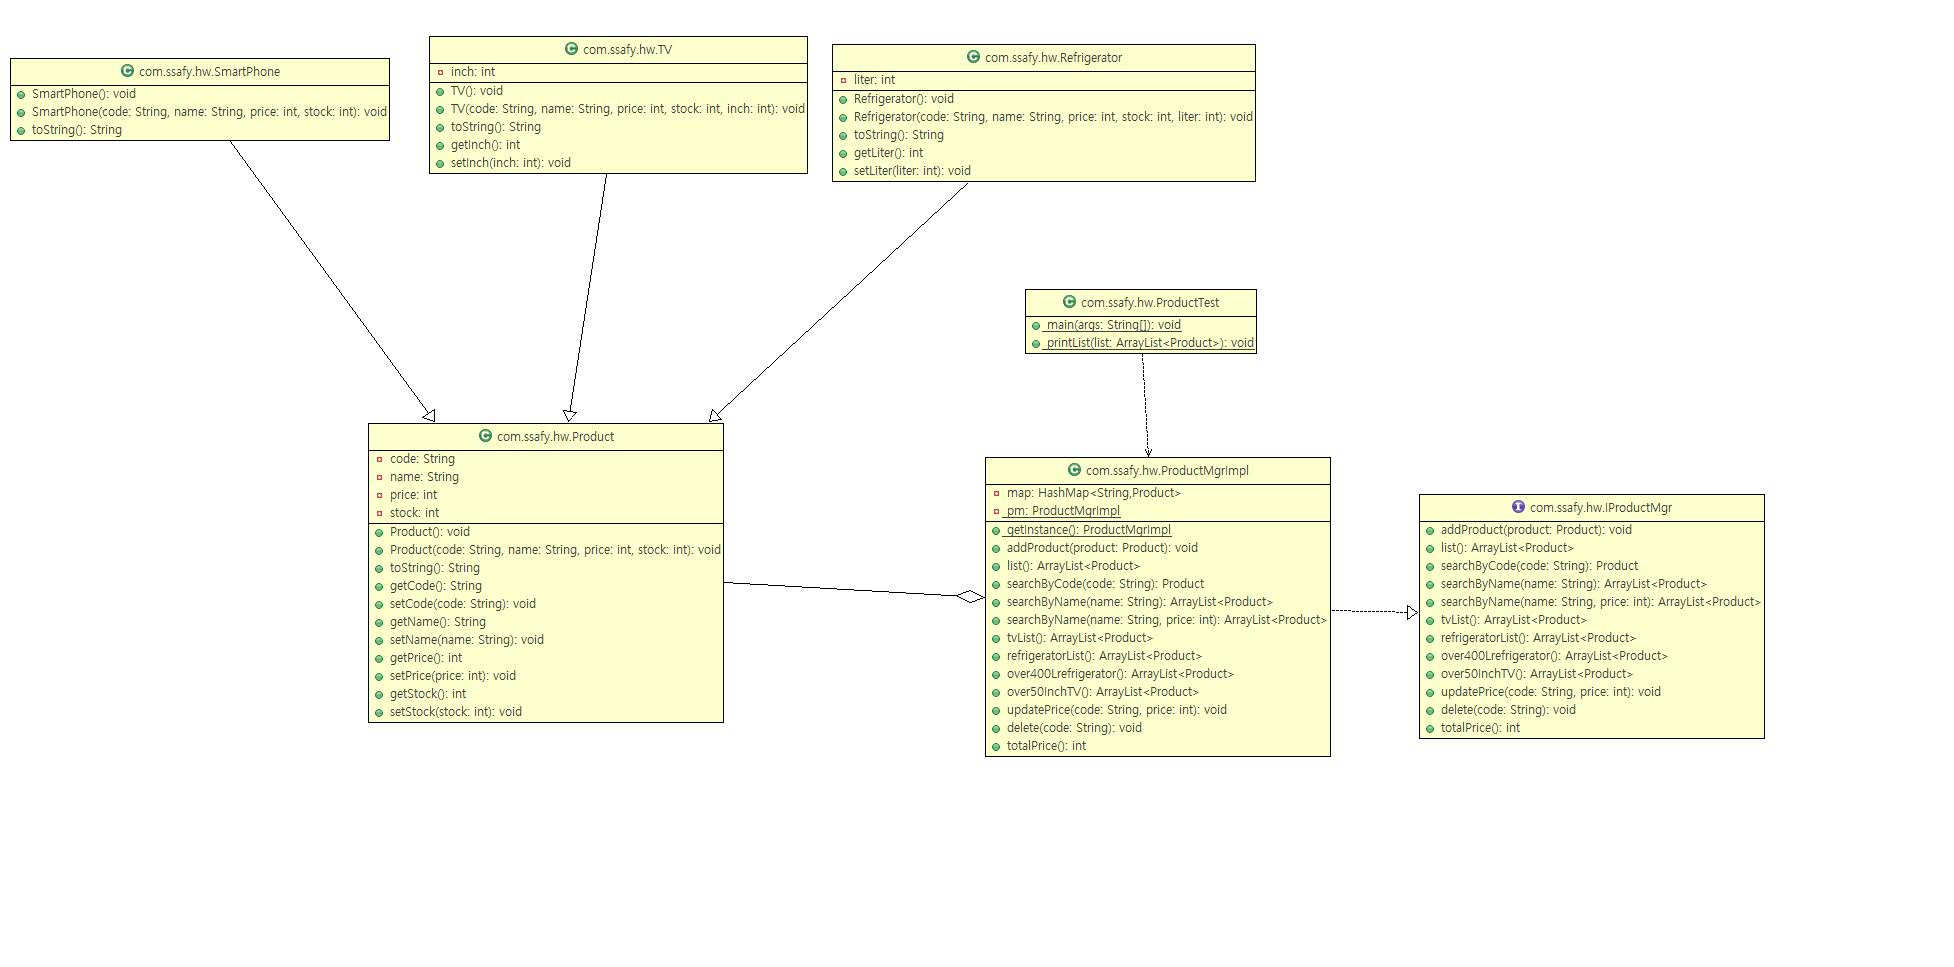 com.ssafy.hw.SmartPhone
SmartPhone(): void
SmartPhone(code: String, name: String, price: int, stock: int): void
toString(): String
com.ssafy.hw.TV
inch: int
TV(): void
TV(code: String, name: String, price: int, stock: int, inch: int): void
toString(): String
getInch(): int
setInch(inch: int): void
com.ssafy.hw.Refrigerator
liter: int
Refrigerator(): void
Refrigerator(code: String, name: String, price: int, stock: int, liter: int): void
toString(): String
getLiter(): int
setLiter(liter: int): void
com.ssafy.hw.ProductTest
main(args: String[]): void
printList(list: ArrayList<Product>): void
com.ssafy.hw.Product
code: String
name: String
price: int
stock: int
Product(): void
Product(code: String, name: String, price: int, stock: int): void
toString(): String
getCode(): String
setCode(code: String): void
getName(): String
setName(name: String): void
getPrice(): int
setPrice(price: int): void
getStock(): int
setStock(stock: int): void
com.ssafy.hw.ProductMgrImpl
map: HashMap<String,Product>
pm: ProductMgrImpl
getInstance(): ProductMgrImpl
addProduct(product: Product): void
list(): ArrayList<Product>
searchByCode(code: String): Product
searchByName(name: String): ArrayList<Product>
searchByName(name: String, price: int): ArrayList<Product>
tvList(): ArrayList<Product>
refrigeratorList(): ArrayList<Product>
over400Lrefrigerator(): ArrayList<Product>
over50InchTV(): ArrayList<Product>
updatePrice(code: String, price: int): void
delete(code: String): void
totalPrice(): int
com.ssafy.hw.IProductMgr
addProduct(product: Product): void
list(): ArrayList<Product>
searchByCode(code: String): Product
searchByName(name: String): ArrayList<Product>
searchByName(name: String, price: int): ArrayList<Product>
tvList(): ArrayList<Product>
refrigeratorList(): ArrayList<Product>
over400Lrefrigerator(): ArrayList<Product>
over50InchTV(): ArrayList<Product>
updatePrice(code: String, price: int): void
delete(code: String): void
totalPrice(): int